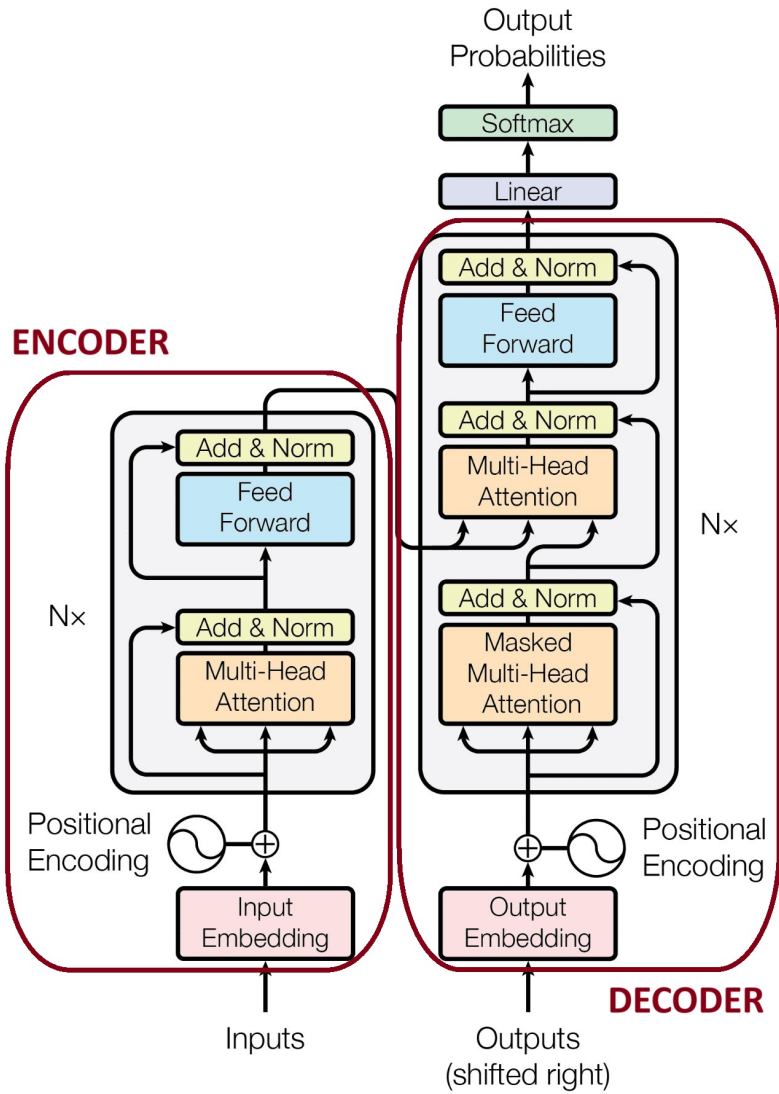 Output
Probabilities
Softmax
Linear
Add & Norm
Feed
Forward
Add & Norm
Multi-Head
Attention
Nx
Add & Norm
Masked
Multi-Head
Attention
ENCODER
Add & Norm
Feed
Forward
Nx
Add & Norm
Multi-Head
Attention
Positional
Encoding
Input
Embedding
Inputs
Positional
Encoding
Output
Embedding
DECODER
Outputs
(shifted right)